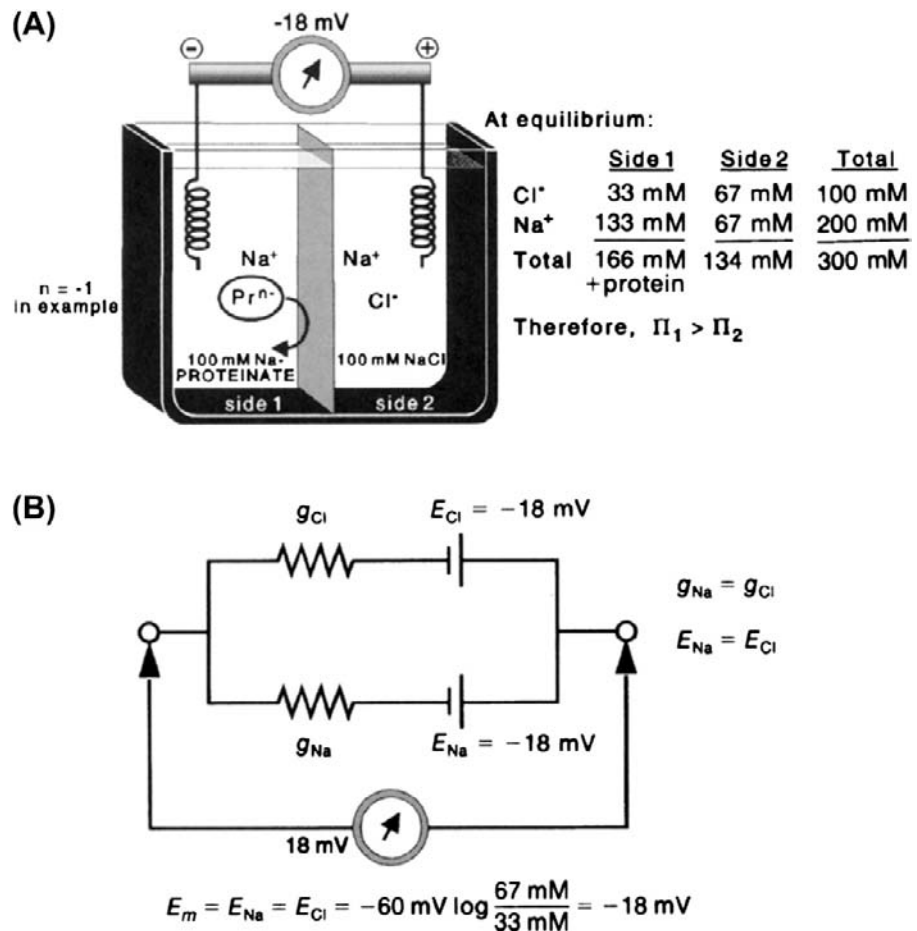 (A)
-18 mV
⊖ ⊕
At equilibrium:
Side 1 Side 2 Total
Cl⁻ 33 mM 67 mM 100 mM
Na⁺ 133 mM 67 mM 200 mM
Total 166 mM 134 mM 300 mM
+protein
Therefore, Π₁ > Π₂
n = -1
in example
Na⁺ Na⁺
Prⁿ⁻ Cl⁻
100 mM Na-
PROTEINATE
100 mM NaCl
side 1 side 2
(B)
g_Cl E_Cl = −18 mV
g_Na = g_Cl
E_Na = E_Cl
g_Na E_Na = −18 mV
18 mV
E_m = E_Na = E_Cl = −60 mV log 67 mM / 33 mM = −18 mV